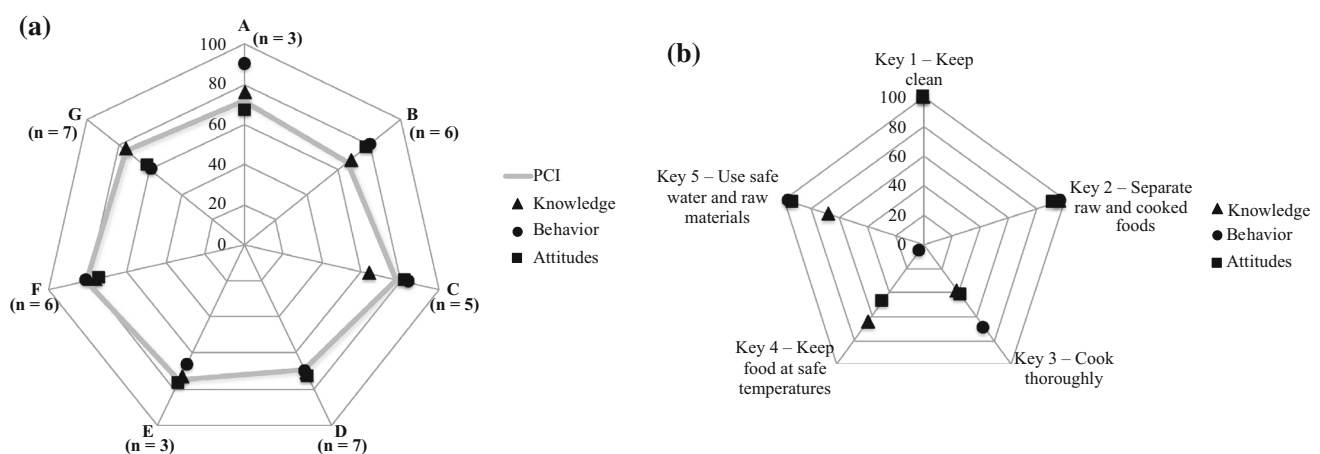 (a)
A
(n = 3)
100
80
60
40
20
0
B
(n = 6)
C
(n = 5)
D
(n = 7)
E
(n = 3)
F
(n = 6)
G
(n = 7)
PCI
Knowledge
Behavior
Attitudes
(b)
Key 1 – Keep
clean
100
80
60
40
20
0
Key 2 – Separate
raw and cooked
foods
Key 3 – Cook
thoroughly
Key 4 – Keep
food at safe
temperatures
Key 5 – Use safe
water and raw
materials
Knowledge
Behavior
Attitudes